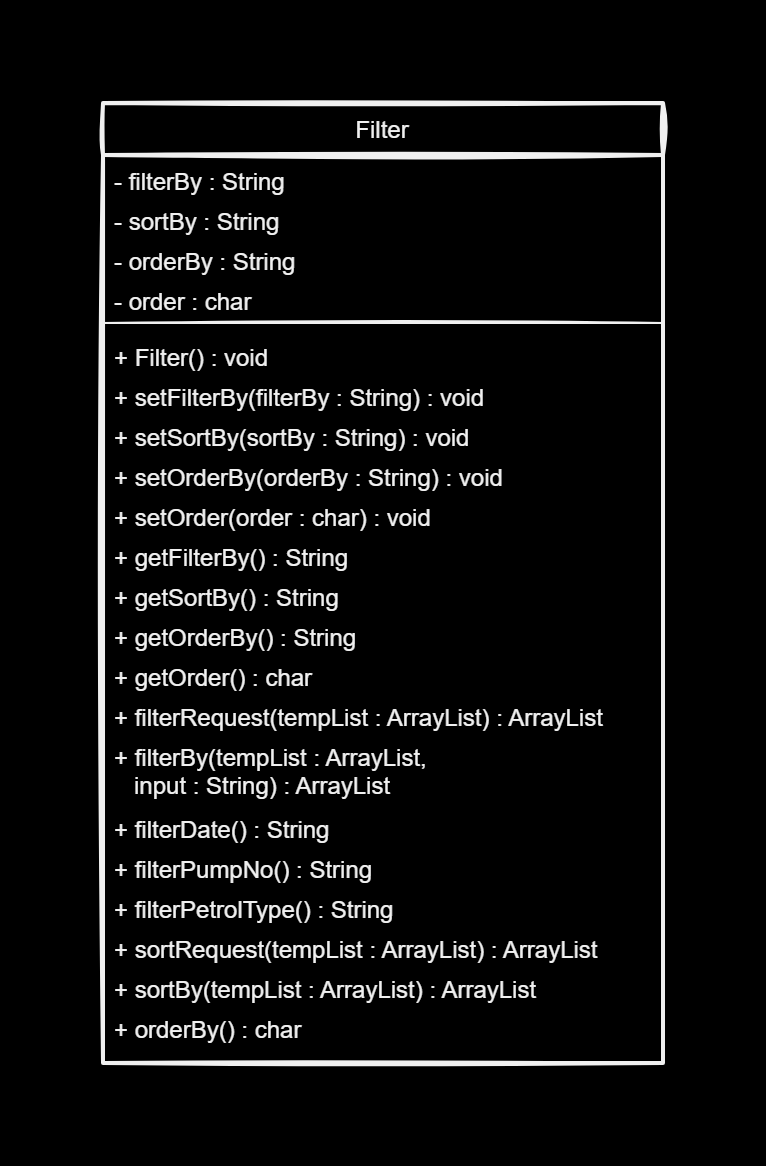 Filter
- filterBy : String
- sortBy : String
- orderBy : String
- order : char
+ Filter() : void
+ setFilterBy(filterBy : String) : void
+ setSortBy(sortBy : String) : void
+ setOrderBy(orderBy : String) : void
+ setOrder(order : char) : void
+ getFilterBy() : String
+ getSortBy() : String
+ getOrderBy() : String
+ getOrder() : char
+ filterRequest(tempList : ArrayList) : ArrayList
+ filterBy(tempList : ArrayList,
input : String) : ArrayList
+ filterDate() : String
+ filterPumpNo() : String
+ filterPetrolType() : String
+ sortRequest(tempList : ArrayList) : ArrayList
+ sortBy(tempList : ArrayList) : ArrayList
+ orderBy() : char